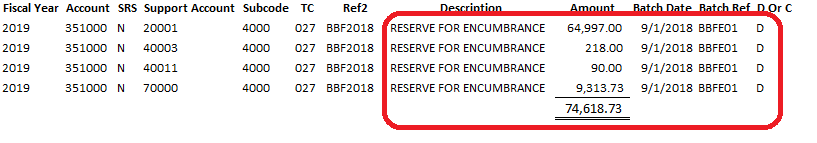 Fiscal Year Account SRS Support Account Subcode TC Ref2 Description Amount Batch Date Batch Ref D Or C
2019 351000 N 20001 4000 027 BBF2018 RESERVE FOR ENCUMBRANCE 64,997.00 9/1/2018 BBFE01 D
2019 351000 N 40003 4000 027 BBF2018 RESERVE FOR ENCUMBRANCE 218.00 9/1/2018 BBFE01 D
2019 351000 N 40011 4000 027 BBF2018 RESERVE FOR ENCUMBRANCE 90.00 9/1/2018 BBFE01 D
2019 351000 N 70000 4000 027 BBF2018 RESERVE FOR ENCUMBRANCE 9,313.73 9/1/2018 BBFE01 D
74,618.73